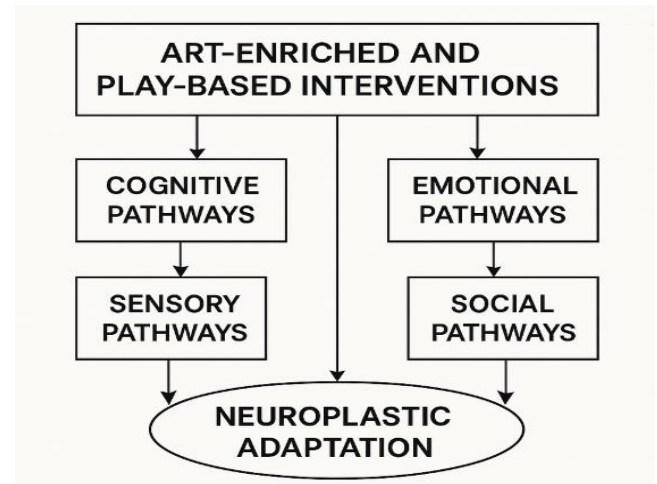 ART-ENRICHED AND
PLAY-BASED INTERVENTIONS
COGNITIVE
PATHWAYS
EMOTIONAL
PATHWAYS
SENSORY
PATHWAYS
SOCIAL
PATHWAYS
NEUROPLASTIC
ADAPTATION